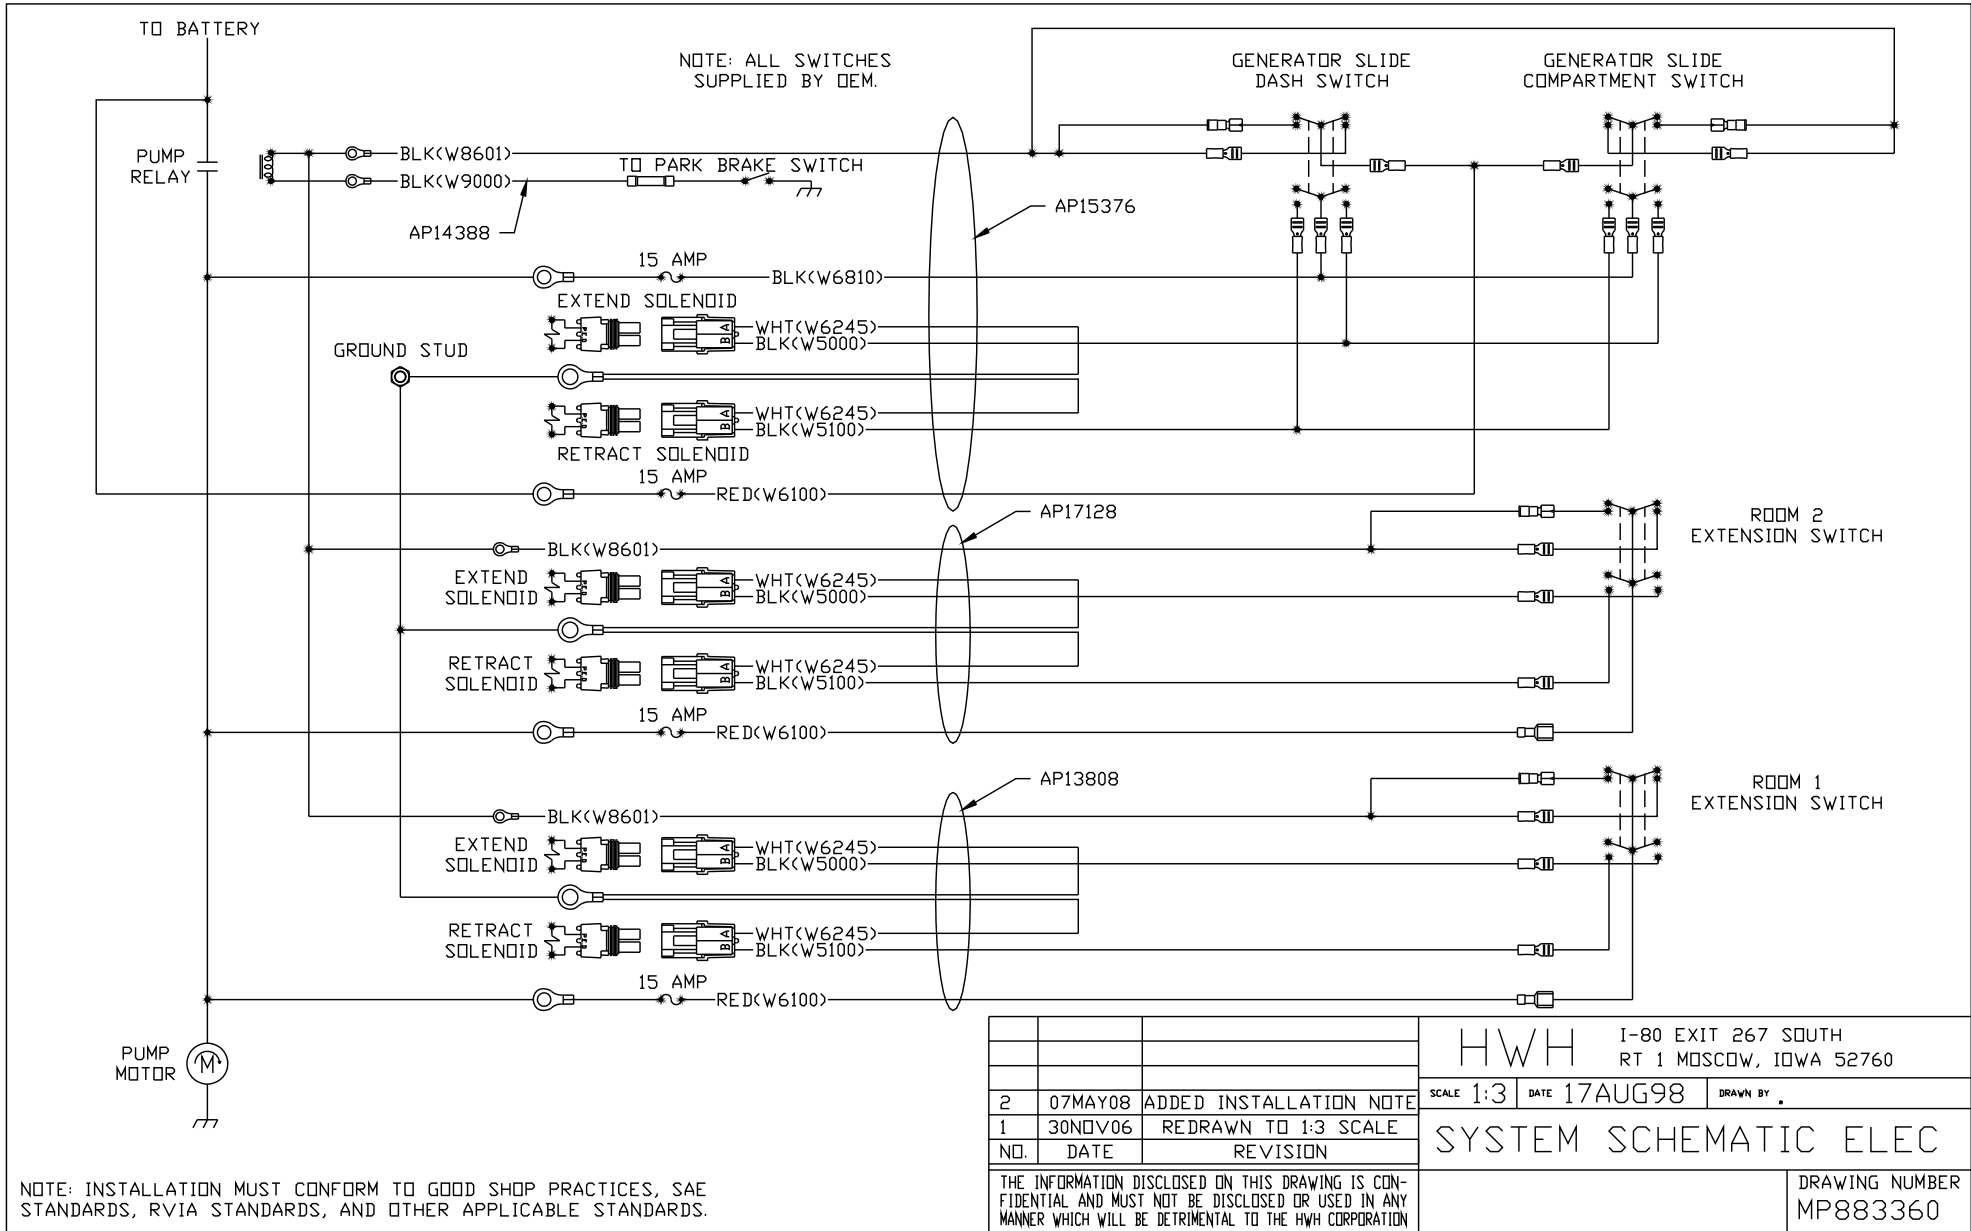 TO BATTERY
NOTE: ALL SWITCHES
SUPPLIED BY OEM.
GENERATOR SLIDE
DASH SWITCH
GENERATOR SLIDE
COMPARTMENT SWITCH
PUMP
RELAY
BLK(W8601)
BLK(W9000)
TO PARK BRAKE SWITCH
AP14388
AP15376
15 AMP
BLK(W6810)
EXTEND SOLENOID
A
B
WHT(W6245)
BLK(W5000)
GROUND STUD
A
B
WHT(W6245)
BLK(W5100)
RETRACT SOLENOID
15 AMP
RED(W6100)
AP17128
ROOM 2
EXTENSION SWITCH
BLK(W8601)
EXTEND
SOLENOID
A
B
WHT(W6245)
BLK(W5000)
RETRACT
SOLENOID
A
B
WHT(W6245)
BLK(W5100)
15 AMP
RED(W6100)
AP13808
ROOM 1
EXTENSION SWITCH
BLK(W8601)
EXTEND
SOLENOID
A
B
WHT(W6245)
BLK(W5000)
RETRACT
SOLENOID
A
B
WHT(W6245)
BLK(W5100)
15 AMP
RED(W6100)
PUMP
MOTOR
M
2 07MAY08 ADDED INSTALLATION NOTE
1 30NOV06 REDRAWN TO 1:3 SCALE
NO. DATE REVISION
THE INFORMATION DISCLOSED ON THIS DRAWING IS CON-
FIDENTIAL AND MUST NOT BE DISCLOSED OR USED IN ANY
MANNER WHICH WILL BE DETRIMENTAL TO THE HWH CORPORATION
HWH
I-80 EXIT 267 SOUTH
RT 1 MOSCOW, IOWA 52760
SCALE 1:3 DATE 17AUG98 DRAWN BY .
SYSTEM SCHEMATIC ELEC
DRAWING NUMBER
MP883360
NOTE: INSTALLATION MUST CONFORM TO GOOD SHOP PRACTICES, SAE
STANDARDS, RVIA STANDARDS, AND OTHER APPLICABLE STANDARDS.